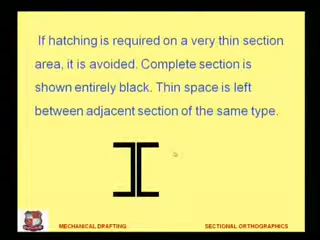 If hatching is required on a very thin section
area, it is avoided. Complete section is
shown entirely black. Thin space is left
between adjacent section of the same type.
MECHANICAL DRAFTING
SECTIONAL ORTHOGRAPHICS